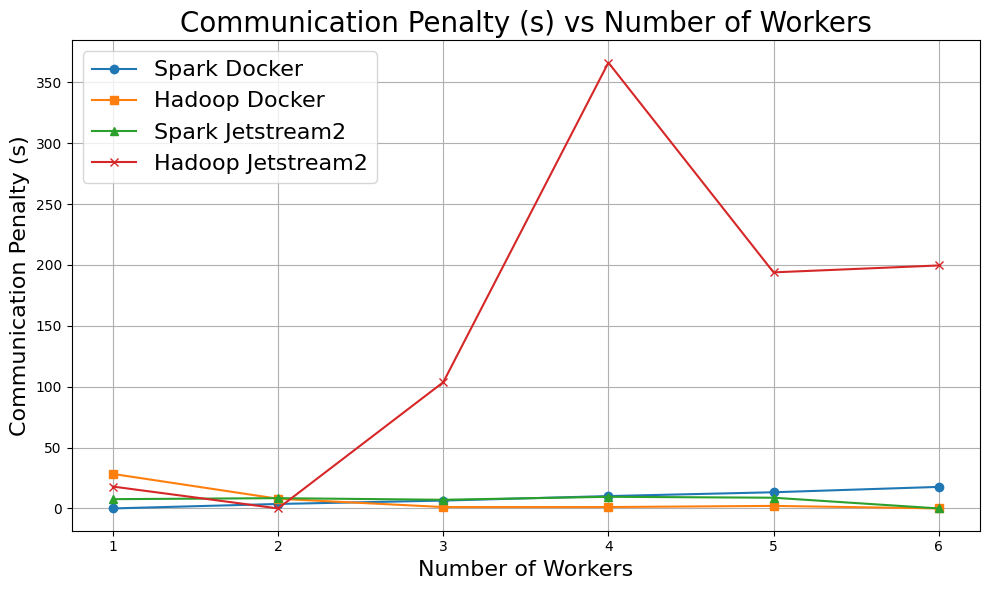 Communication Penalty (s) vs Number of Workers
Spark Docker
Hadoop Docker
Spark Jetstream2
Hadoop Jetstream2
Communication Penalty (s)
350
300
250
200
150
100
50
0
1 2 3 4 5 6
Number of Workers